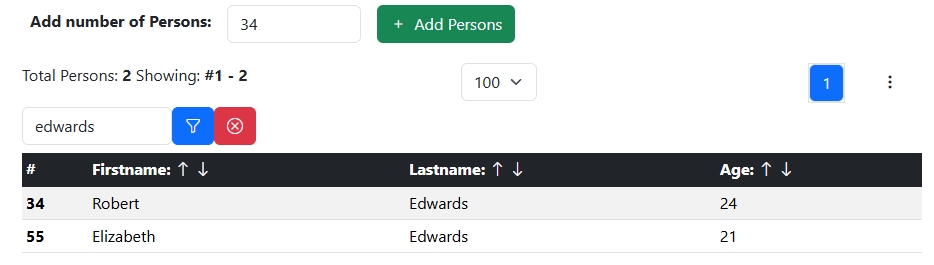 Add number of Persons: 34 + Add Persons
Total Persons: 2 Showing: #1 - 2 100 1
edwards
# Firstname: ↑ ↓ Lastname: ↑ ↓ Age: ↑ ↓
34 Robert Edwards 24
55 Elizabeth Edwards 21